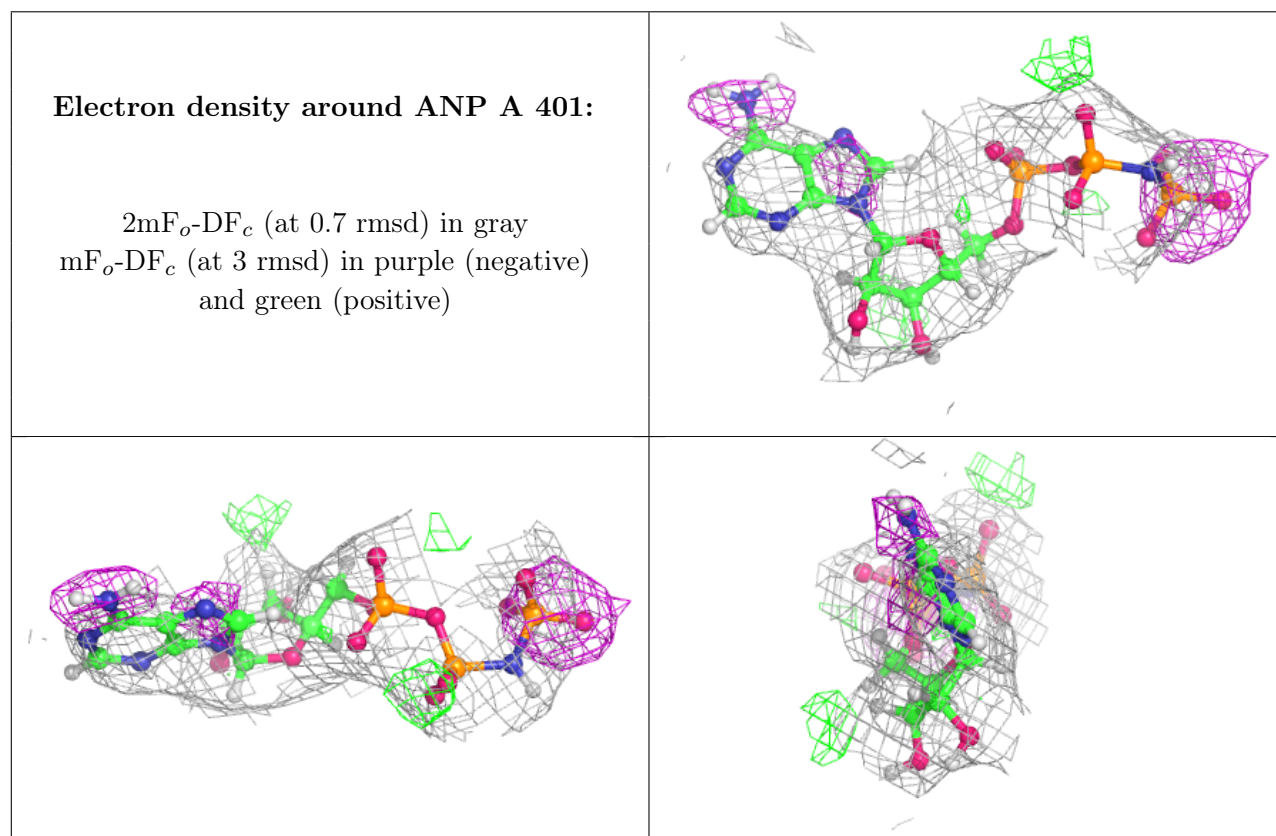 Electron density around ANP A 401:
2mFo-DFc (at 0.7 rmsd) in gray
mFo-DFc (at 3 rmsd) in purple (negative)
and green (positive)